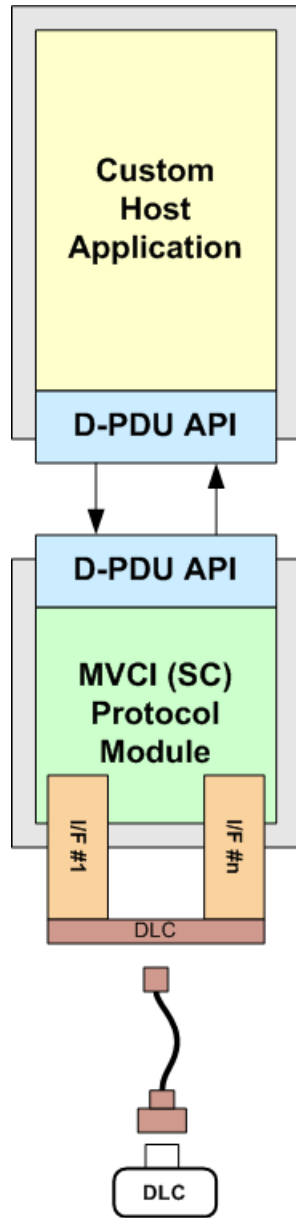 Custom
Host
Application
D-PDU API
D-PDU API
MVCI (SC)
Protocol
Module
I/F #1
I/F #n
DLC
DLC